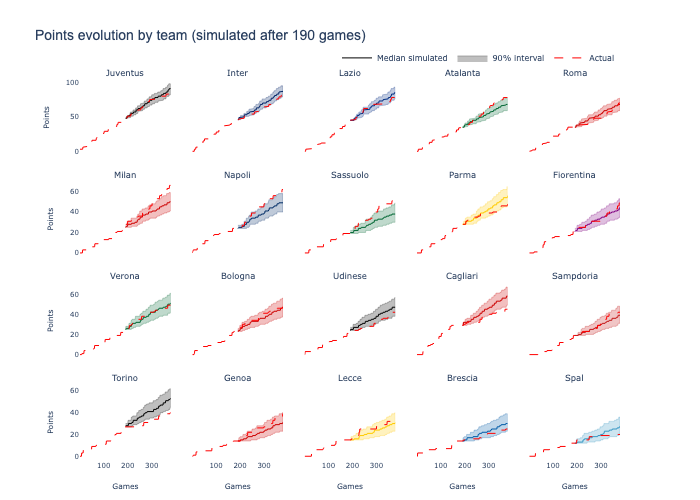 Points evolution by team (simulated after 190 games)
Median simulated 90% interval Actual
Juventus Inter Lazio Atalanta Roma
100
50
0
Points
Milan Napoli Sassuolo Parma Fiorentina
60
40
20
0
Points
Verona Bologna Udinese Cagliari Sampdoria
60
40
20
0
Points
Torino Genoa Lecce Brescia Spal
60
40
20
0
Points
100 200 300 100 200 300 100 200 300 100 200 300 100 200 300
Games Games Games Games Games